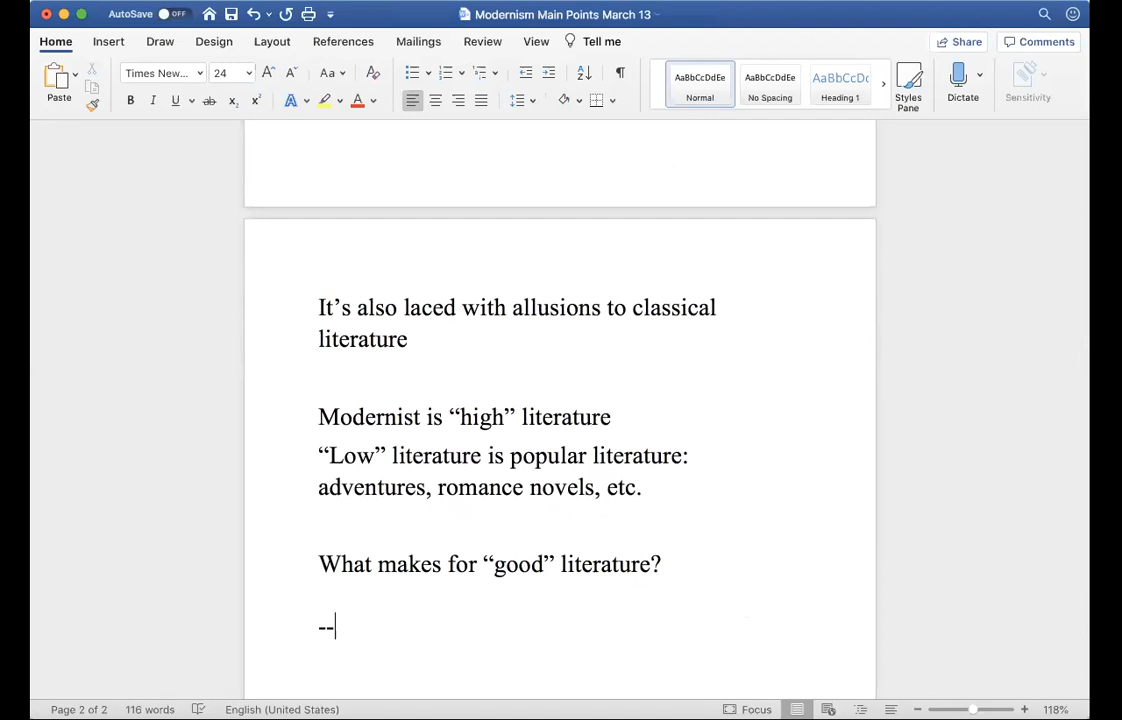 AutoSave OFF Modernism Main Points March 13
Home Insert Draw Design Layout References Mailings Review View Tell me Share Comments
Paste Times New... 24 Aa AaBbCcDdEe Normal AaBbCcDdEe No Spacing AaBbCcDc Heading 1 Styles Pane Dictate Sensitivity
It’s also laced with allusions to classical
literature
Modernist is “high” literature
“Low” literature is popular literature:
adventures, romance novels, etc.
What makes for “good” literature?
--
Page 2 of 2 116 words English (United States) Focus 118%